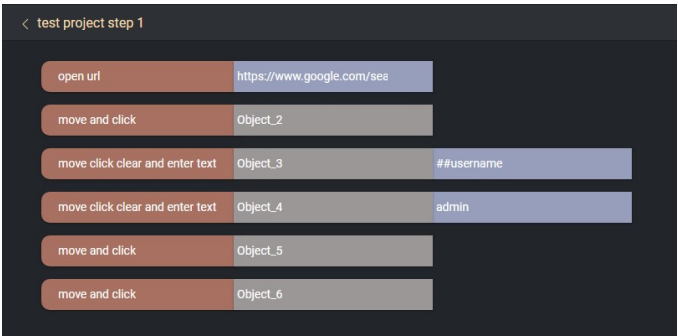 test project step 1
open url https://www.google.com/sea
move and click Object_2
move click clear and enter text Object_3 ##username
move click clear and enter text Object_4 admin
move and click Object_5
move and click Object_6